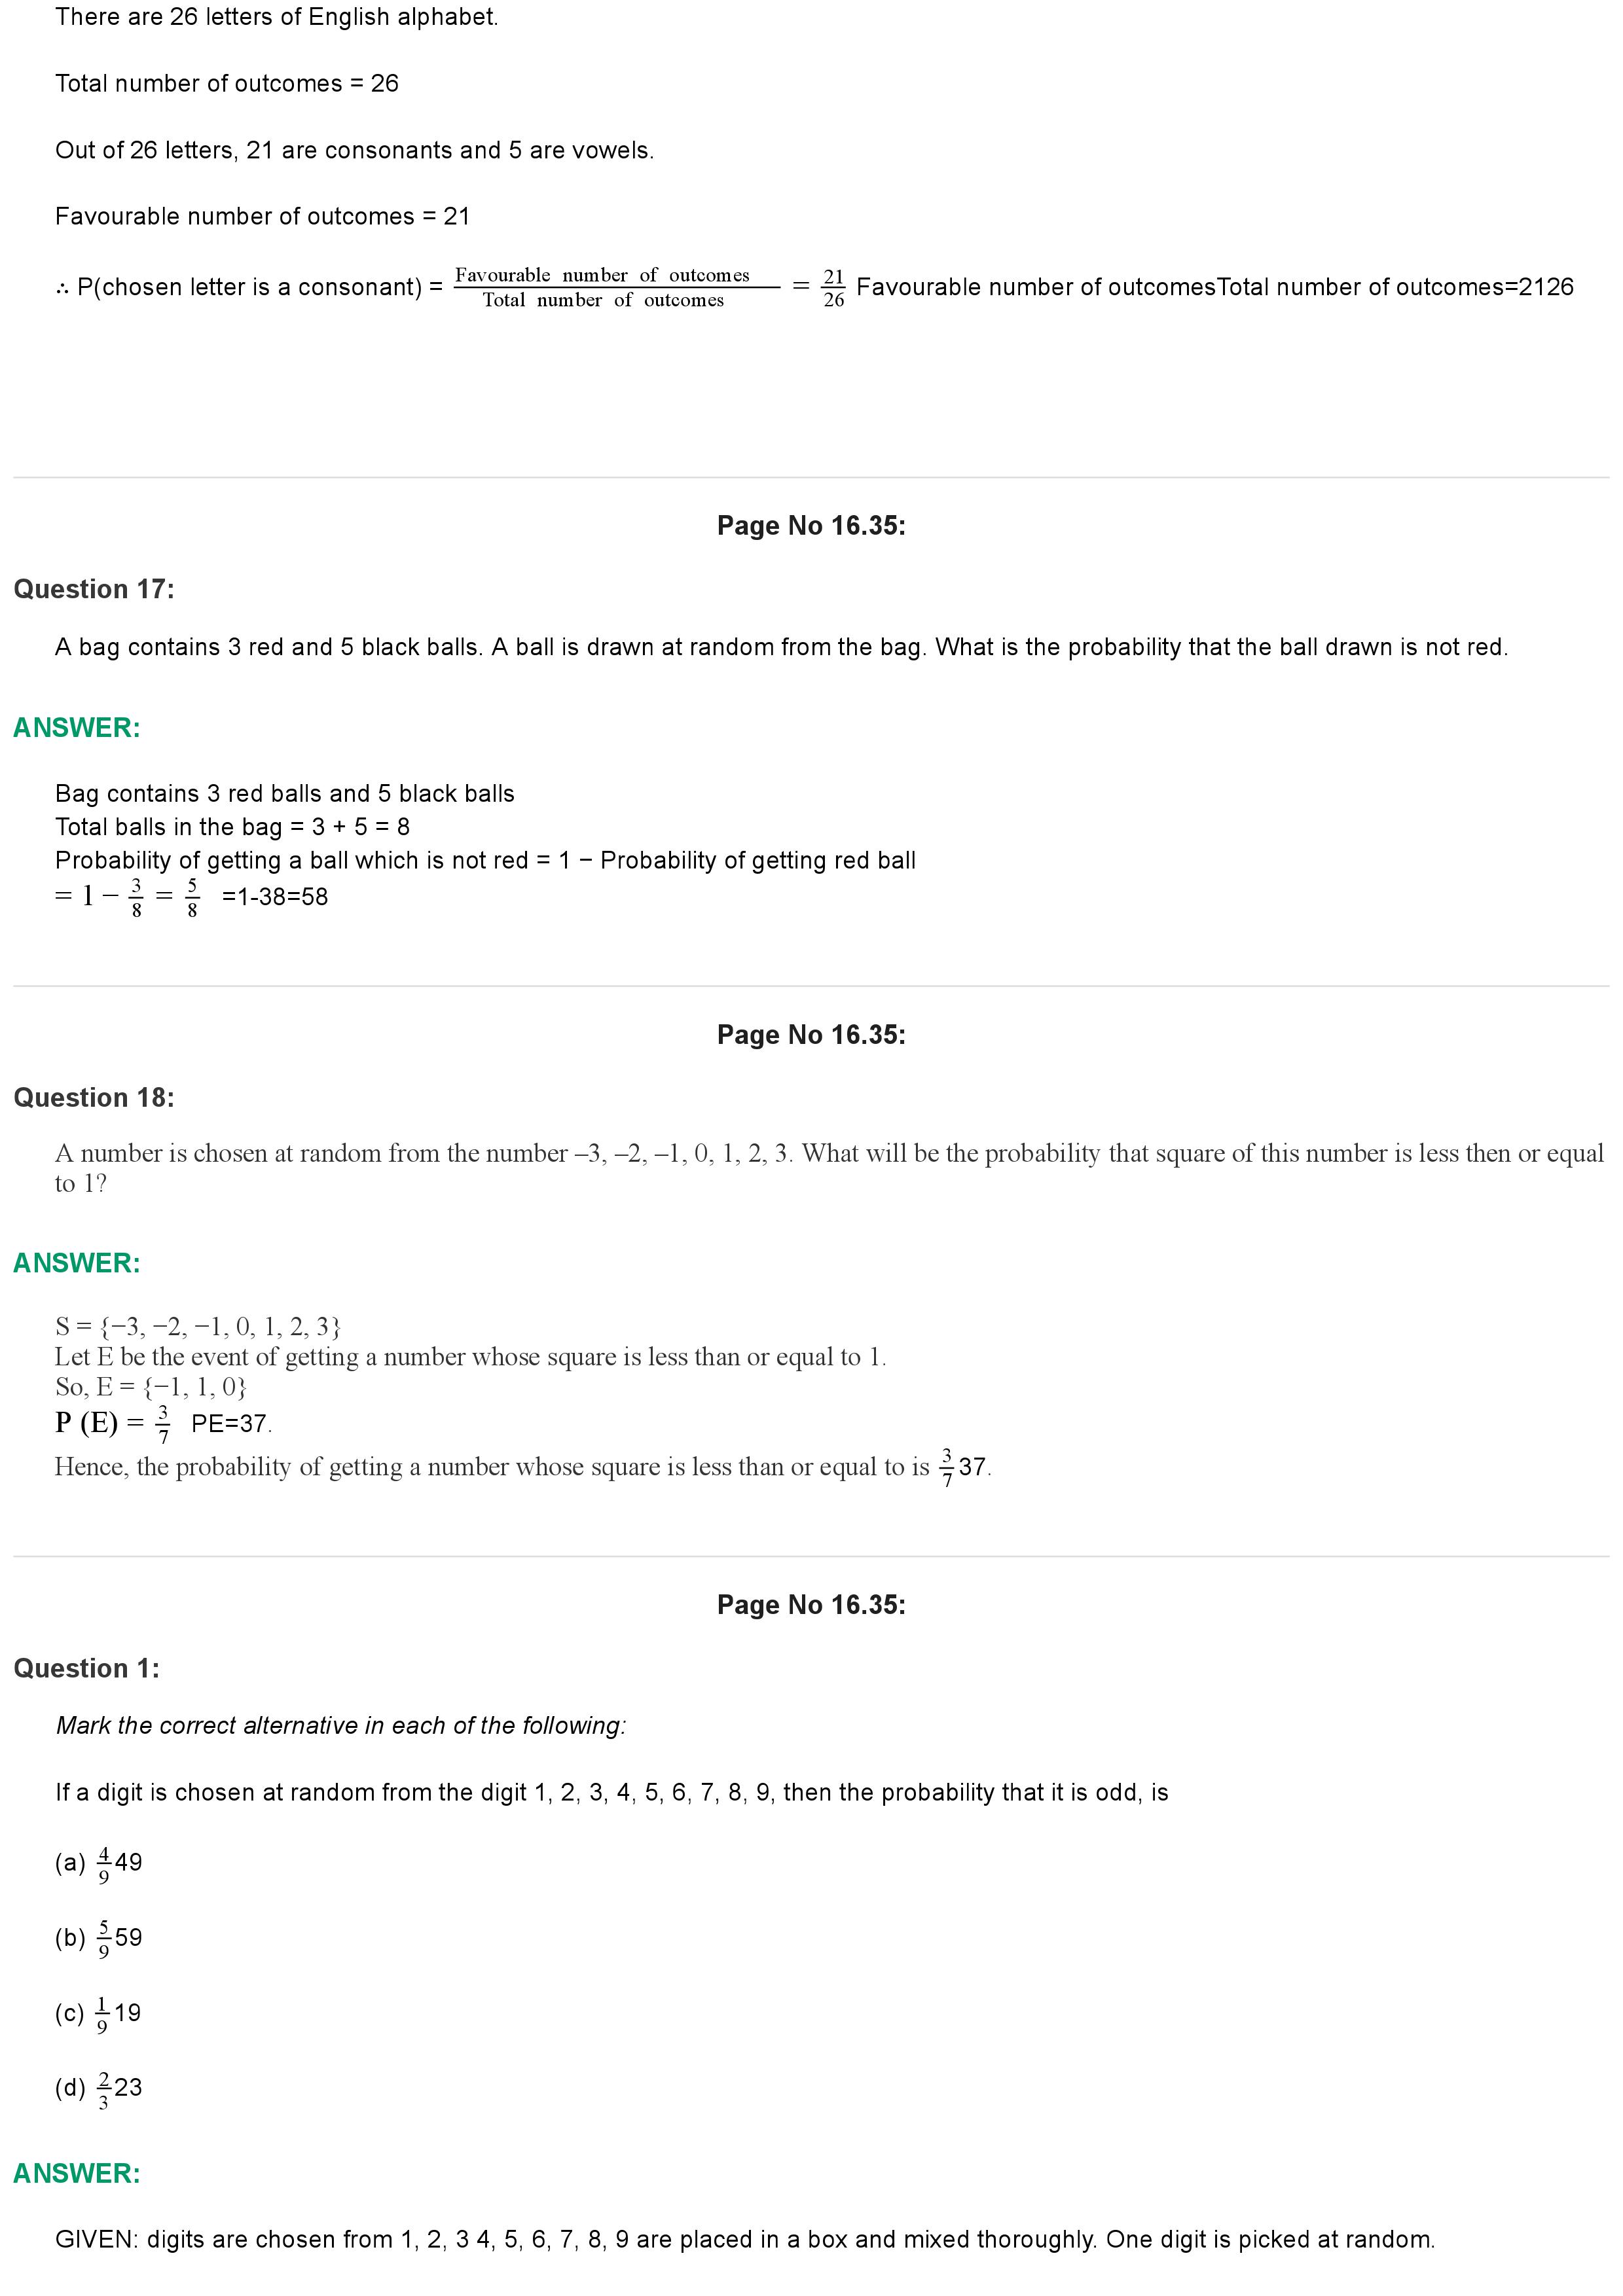 There are 26 letters of English alphabet.
Total number of outcomes = 26
Out of 26 letters, 21 are consonants and 5 are vowels.
Favourable number of outcomes = 21
∴ P(chosen letter is a consonant) = Favourable number of outcomes / Total number of outcomes = 21/26 Favourable number of outcomesTotal number of outcomes=2126
Page No 16.35:
Question 17:
A bag contains 3 red and 5 black balls. A ball is drawn at random from the bag. What is the probability that the ball drawn is not red.
ANSWER:
Bag contains 3 red balls and 5 black balls
Total balls in the bag = 3 + 5 = 8
Probability of getting a ball which is not red = 1 − Probability of getting red ball
= 1 − 3/8 = 5/8 =1-38=58
Page No 16.35:
Question 18:
A number is chosen at random from the number –3, –2, –1, 0, 1, 2, 3. What will be the probability that square of this number is less then or equal
to 1?
ANSWER:
S = {−3, −2, −1, 0, 1, 2, 3}
Let E be the event of getting a number whose square is less than or equal to 1.
So, E = {−1, 1, 0}
P (E) = 3/7 PE=37.
Hence, the probability of getting a number whose square is less than or equal to is 3/7 37.
Page No 16.35:
Question 1:
Mark the correct alternative in each of the following:
If a digit is chosen at random from the digit 1, 2, 3, 4, 5, 6, 7, 8, 9, then the probability that it is odd, is
(a) 4/9 49
(b) 5/9 59
(c) 1/9 19
(d) 2/3 23
ANSWER:
GIVEN: digits are chosen from 1, 2, 3 4, 5, 6, 7, 8, 9 are placed in a box and mixed thoroughly. One digit is picked at random.